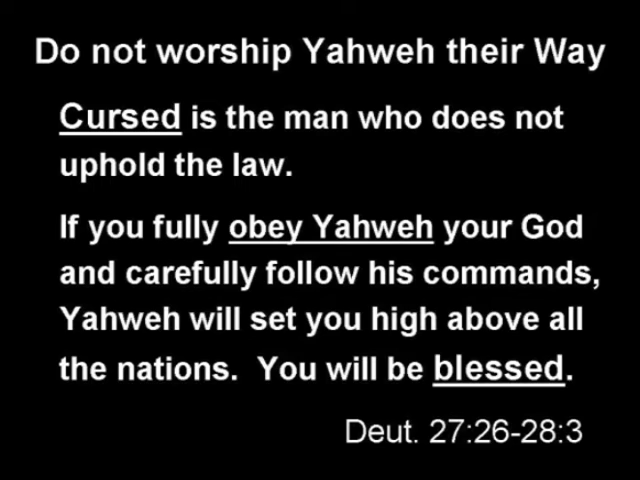 Do not worship Yahweh their Way
Cursed is the man who does not
uphold the law.
If you fully obey Yahweh your God
and carefully follow his commands,
Yahweh will set you high above all
the nations.  You will be blessed.
Deut. 27:26-28:3